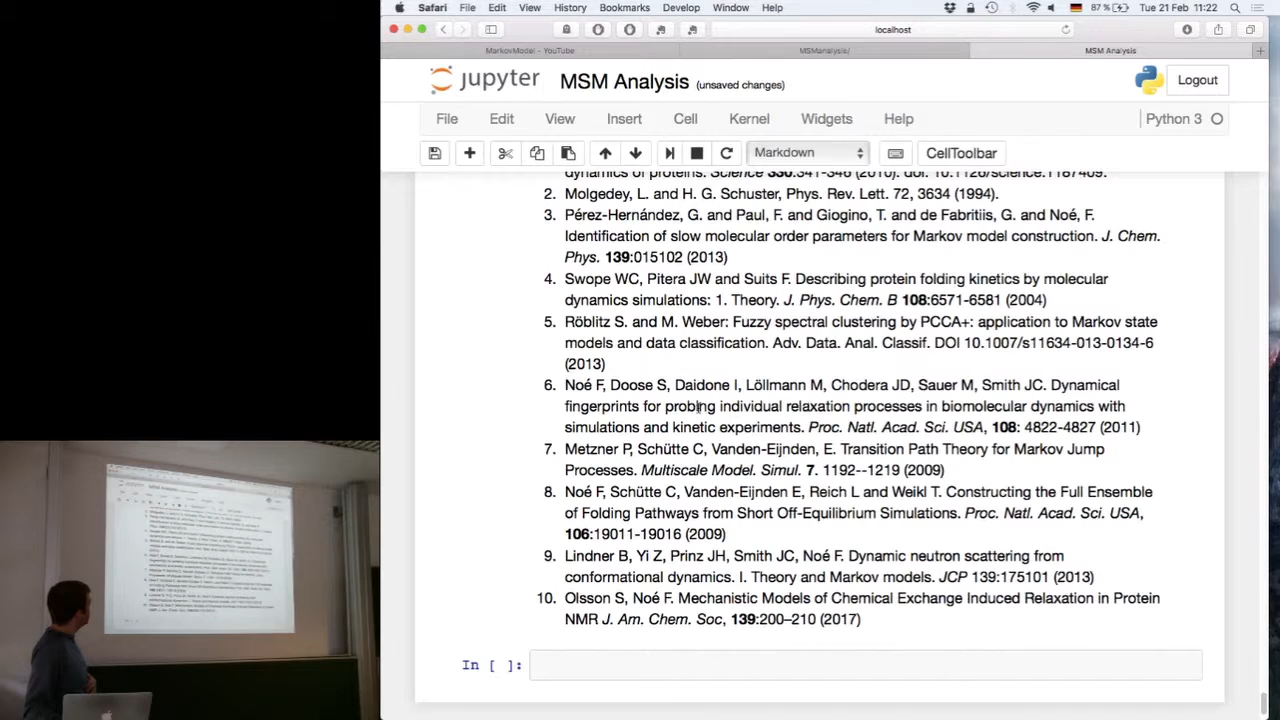 Safari File Edit View History Bookmarks Develop Window Help 87% Tue 21 Feb 11:22
localhost
MarkovModel - YouTube MSManalysis/ MSM Analysis
jupyter MSM Analysis (unsaved changes) Logout
File Edit View Insert Cell Kernel Widgets Help Python 3
Markdown CellToolbar
dynamics of proteins. Science 330:341-346 (2010). doi: 10.1126/science.1187409.
2. Molgedey, L. and H. G. Schuster, Phys. Rev. Lett. 72, 3634 (1994).
3. Pérez-Hernández, G. and Paul, F. and Giogino, T. and de Fabritiis, G. and Noé, F.
Identification of slow molecular order parameters for Markov model construction. J. Chem.
Phys. 139:015102 (2013)
4. Swope WC, Pitera JW and Suits F. Describing protein folding kinetics by molecular
dynamics simulations: 1. Theory. J. Phys. Chem. B 108:6571-6581 (2004)
5. Röblitz S. and M. Weber: Fuzzy spectral clustering by PCCA+: application to Markov state
models and data classification. Adv. Data. Anal. Classif. DOI 10.1007/s11634-013-0134-6
(2013)
6. Noé F, Doose S, Daidone I, Löllmann M, Chodera JD, Sauer M, Smith JC. Dynamical
fingerprints for probing individual relaxation processes in biomolecular dynamics with
simulations and kinetic experiments. Proc. Natl. Acad. Sci. USA, 108: 4822-4827 (2011)
7. Metzner P, Schütte C, Vanden-Eijnden, E. Transition Path Theory for Markov Jump
Processes. Multiscale Model. Simul. 7. 1192--1219 (2009)
8. Noé F, Schütte C, Vanden-Eijnden E, Reich L and Weikl T. Constructing the Full Ensemble
of Folding Pathways from Short Off-Equilibrium Simulations. Proc. Natl. Acad. Sci. USA,
106:19011-19016 (2009)
9. Lindner B, Yi Z, Prinz JH, Smith JC, Noé F. Dynamic neutron scattering from
conformational dynamics. I. Theory and Markov models. JCP 139:175101 (2013)
10. Olsson S, Noé F. Mechanistic Models of Chemical Exchange Induced Relaxation in Protein
NMR J. Am. Chem. Soc, 139:200–210 (2017)
In [ ]: